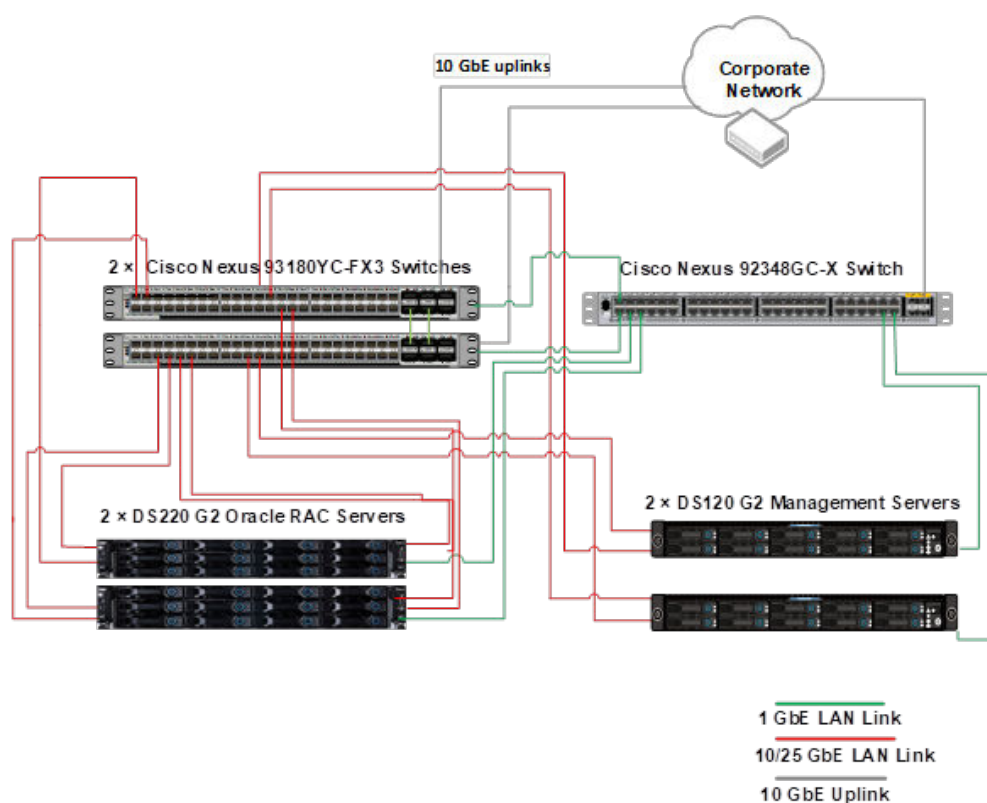 10 GbE uplinks
Corporate
Network
2 × Cisco Nexus 93180YC-FX3 Switches
Cisco Nexus 92348GC-X Switch
2 × DS220 G2 Oracle RAC Servers
2 × DS120 G2 Management Servers
1 GbE LAN Link
10/25 GbE LAN Link
10 GbE Uplink